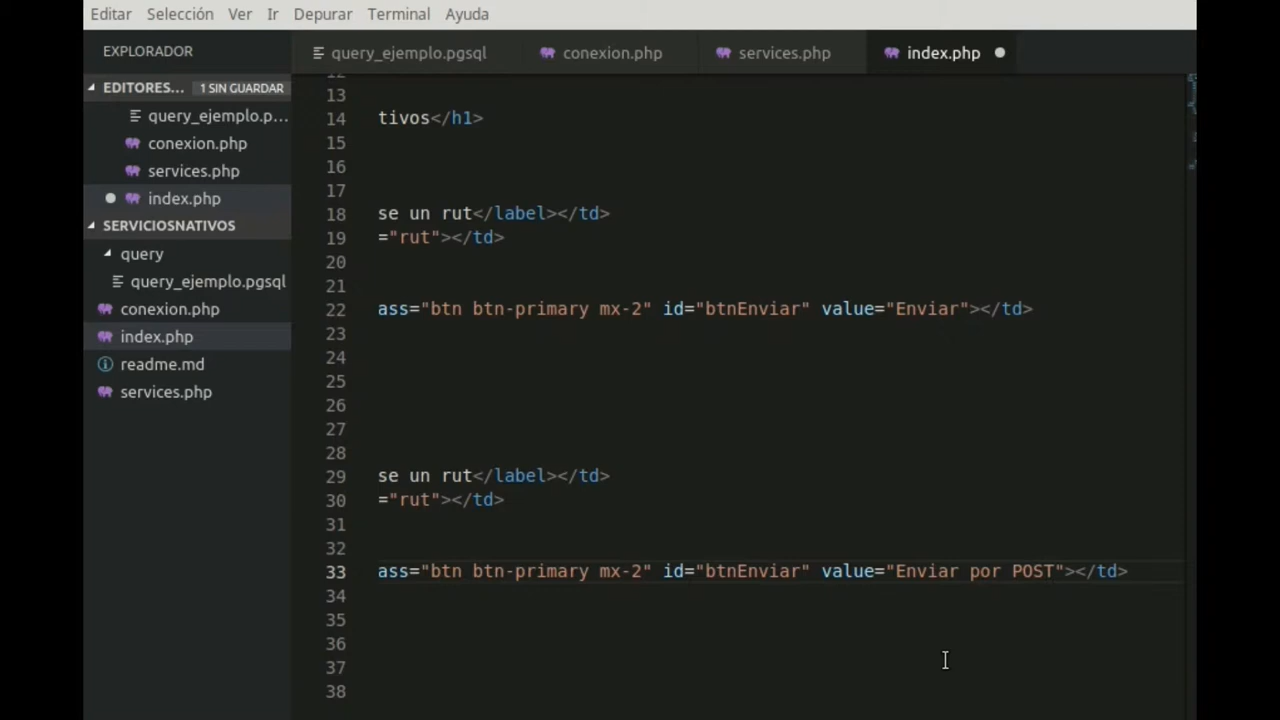 Editar Selección Ver Ir Depurar Terminal Ayuda
EXPLORADOR
query_ejemplo.pgsql conexion.php services.php index.php
EDITORES... 1 SIN GUARDAR
query_ejemplo.p...
conexion.php
services.php
index.php
SERVICIOSNATIVOS
query
query_ejemplo.pgsql
conexion.php
index.php
readme.md
services.php
12
13
14 tivos</h1>
15
16
17
18 se un rut</label></td>
19 ="rut"></td>
20
21
22 ass="btn btn-primary mx-2" id="btnEnviar" value="Enviar"></td>
23
24
25
26
27
28
29 se un rut</label></td>
30 ="rut"></td>
31
32
33 ass="btn btn-primary mx-2" id="btnEnviar" value="Enviar por POST"></td>
34
35
36
37
38